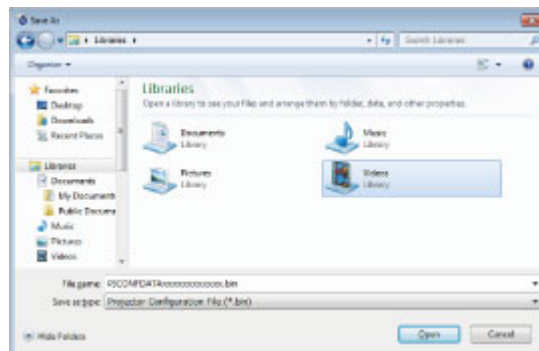 Save As
Libraries
Search Libraries
Organize
Favorites
Desktop
Downloads
Recent Places
Libraries
Documents
My Documents
Public Docume
Music
Pictures
Videos
Libraries
Open a library to see your files and arrange them by folder, date, and other properties.
Documents
Library
Music
Library
Pictures
Library
Videos
Library
File name:
Save as type: Projector Configuration File (*.bin)
Hide Folders
Open
Cancel